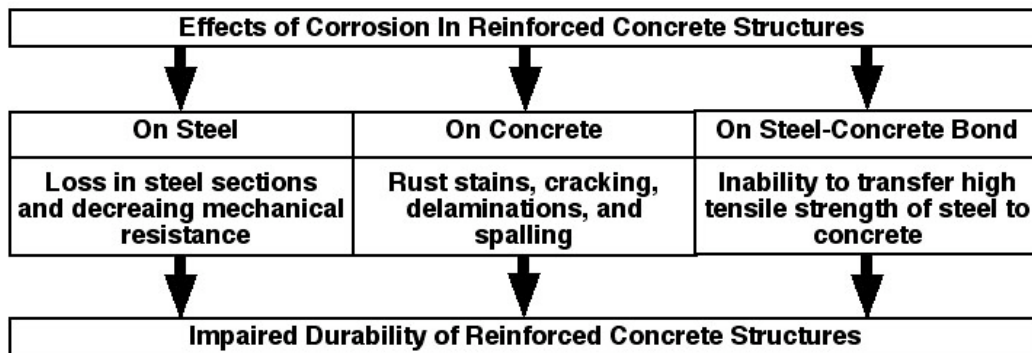 Effects of Corrosion In Reinforced Concrete Structures
On Steel
On Concrete
On Steel-Concrete Bond
Loss in steel sections
and decreaing mechanical
resistance
Rust stains, cracking,
delaminations, and
spalling
Inability to transfer high
tensile strength of steel to
concrete
Impaired Durability of Reinforced Concrete Structures